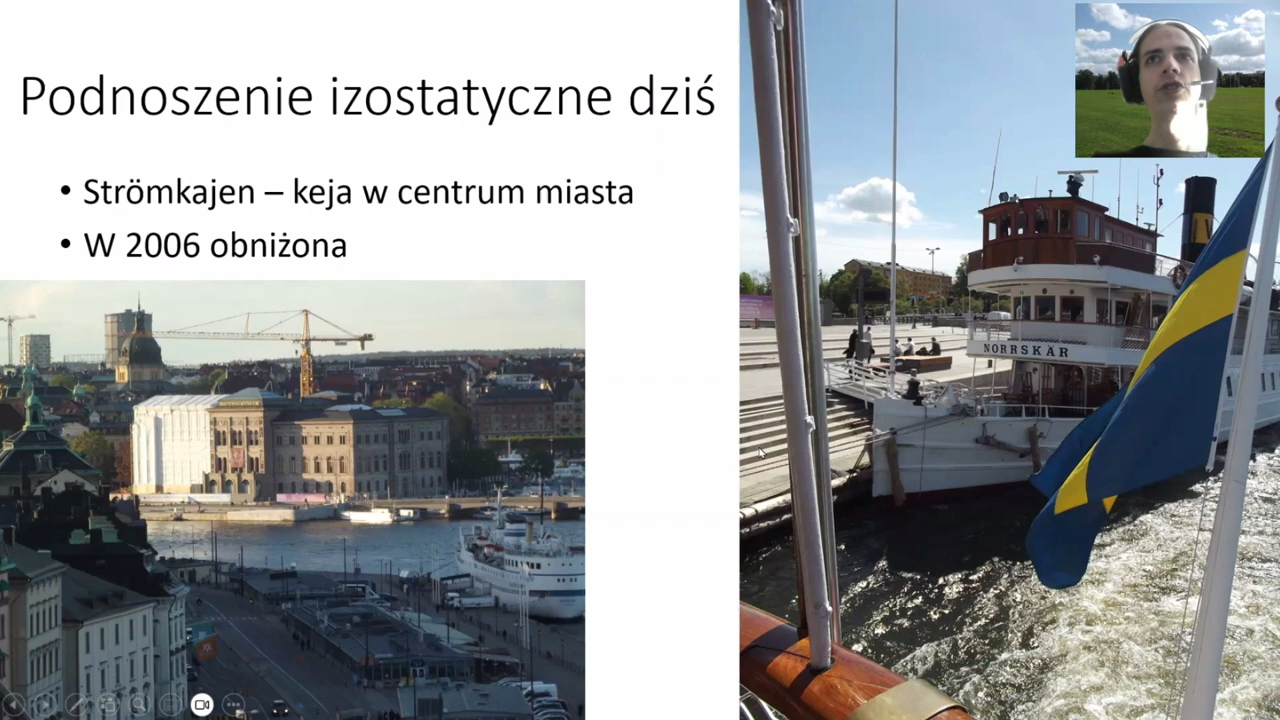 Podnoszenie izostatyczne dziś
• Strömkajen – keja w centrum miasta
• W 2006 obniżona
NORRSKÄR